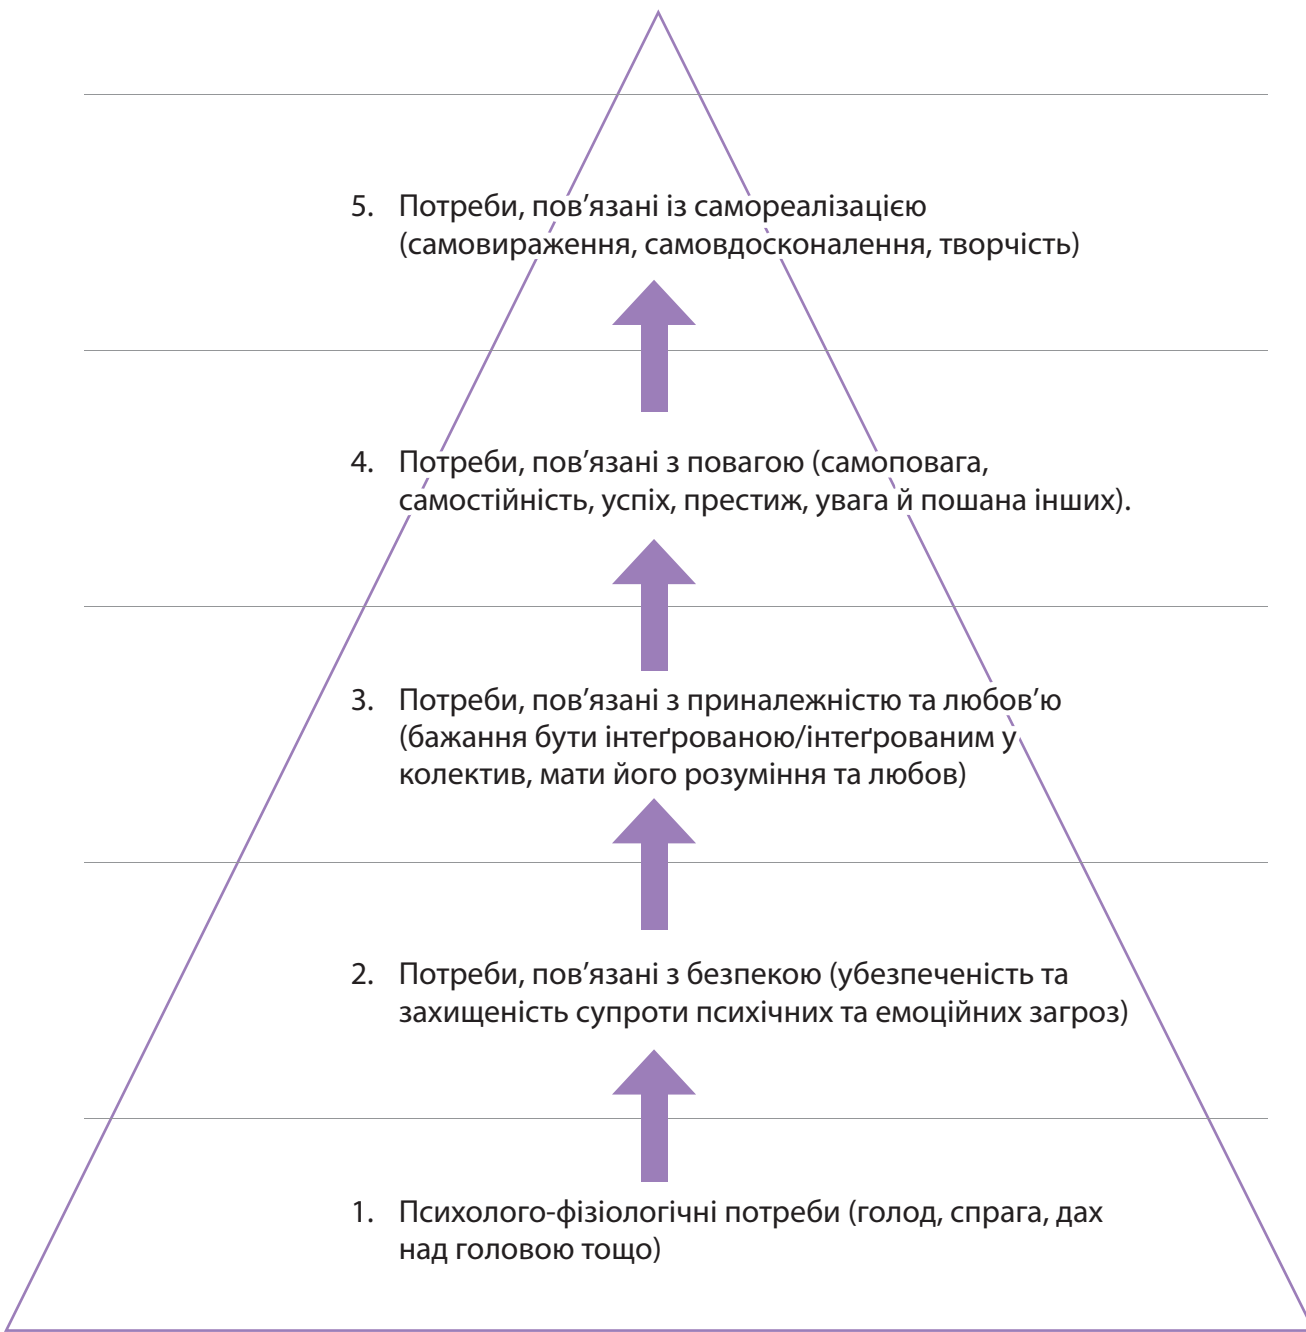 5. Потреби, пов’язані із самореалізацією
(самовираження, самовдосконалення, творчість)
4. Потреби, пов’язані з повагою (самоповага,
самостійність, успіх, престиж, увага й пошана інших).
3. Потреби, пов’язані з приналежністю та любов’ю
(бажання бути інтеґрованою/інтеґрованим у
колектив, мати його розуміння та любов)
2. Потреби, пов’язані з безпекою (убезпеченість та
захищеність супроти психічних та емоційних загроз)
1. Психолого-фізіологічні потреби (голод, спрага, дах
над головою тощо)